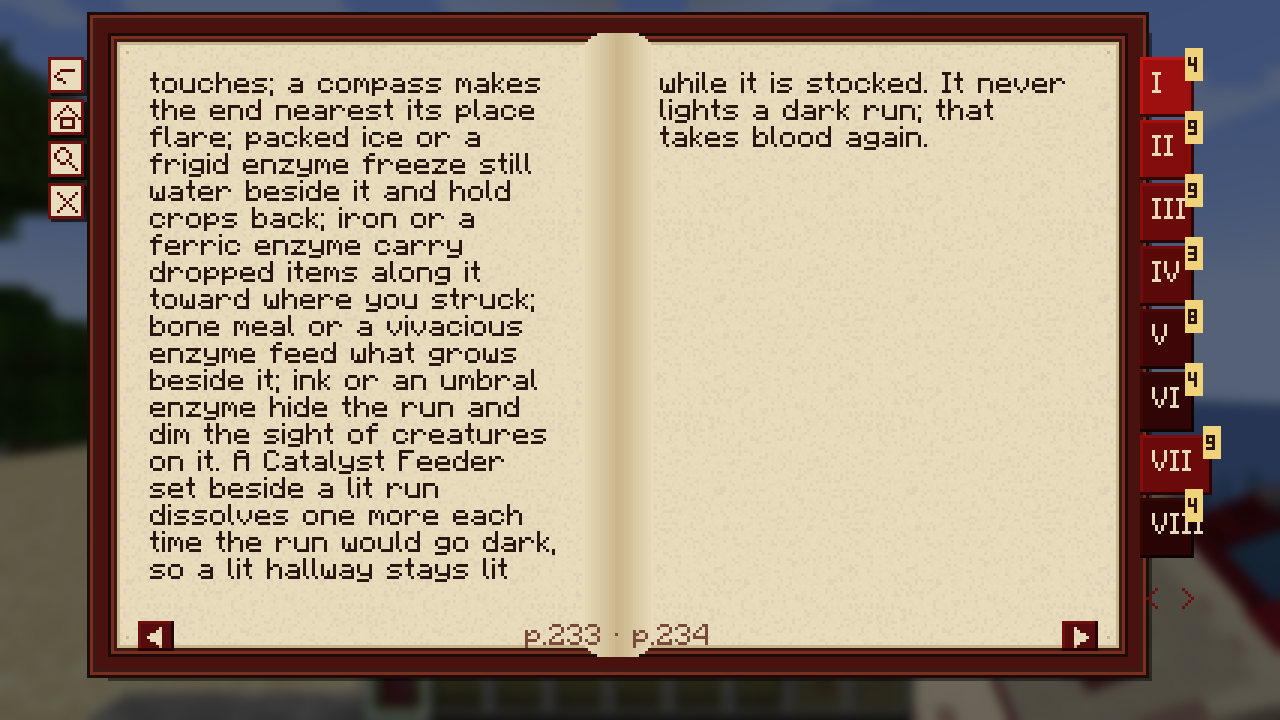 touches; a compass makes
the end nearest its place
flare; packed ice or a
frigid enzyme freeze still
water beside it and hold
crops back; iron or a
ferric enzyme carry
dropped items along it
toward where you struck;
bone meal or a vivacious
enzyme feed what grows
beside it; ink or an umbral
enzyme hide the run and
dim the sight of creatures
on it. A Catalyst Feeder
set beside a lit run
dissolves one more each
time the run would go dark,
so a lit hallway stays lit
while it is stocked. It never
lights a dark run; that
takes blood again.
p.233 · p.234
I 4
II 9
III 9
IV 3
V 8
VI 4
VII 9
VIII 4